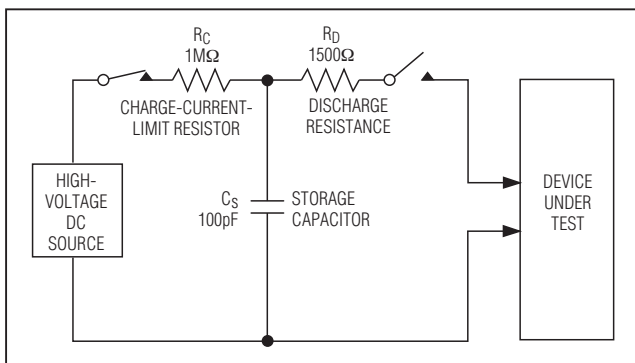 RC
1MΩ
CHARGE-CURRENT-
LIMIT RESISTOR
RD
1500Ω
DISCHARGE
RESISTANCE
HIGH-
VOLTAGE
DC
SOURCE
CS
100pF
STORAGE
CAPACITOR
DEVICE
UNDER
TEST